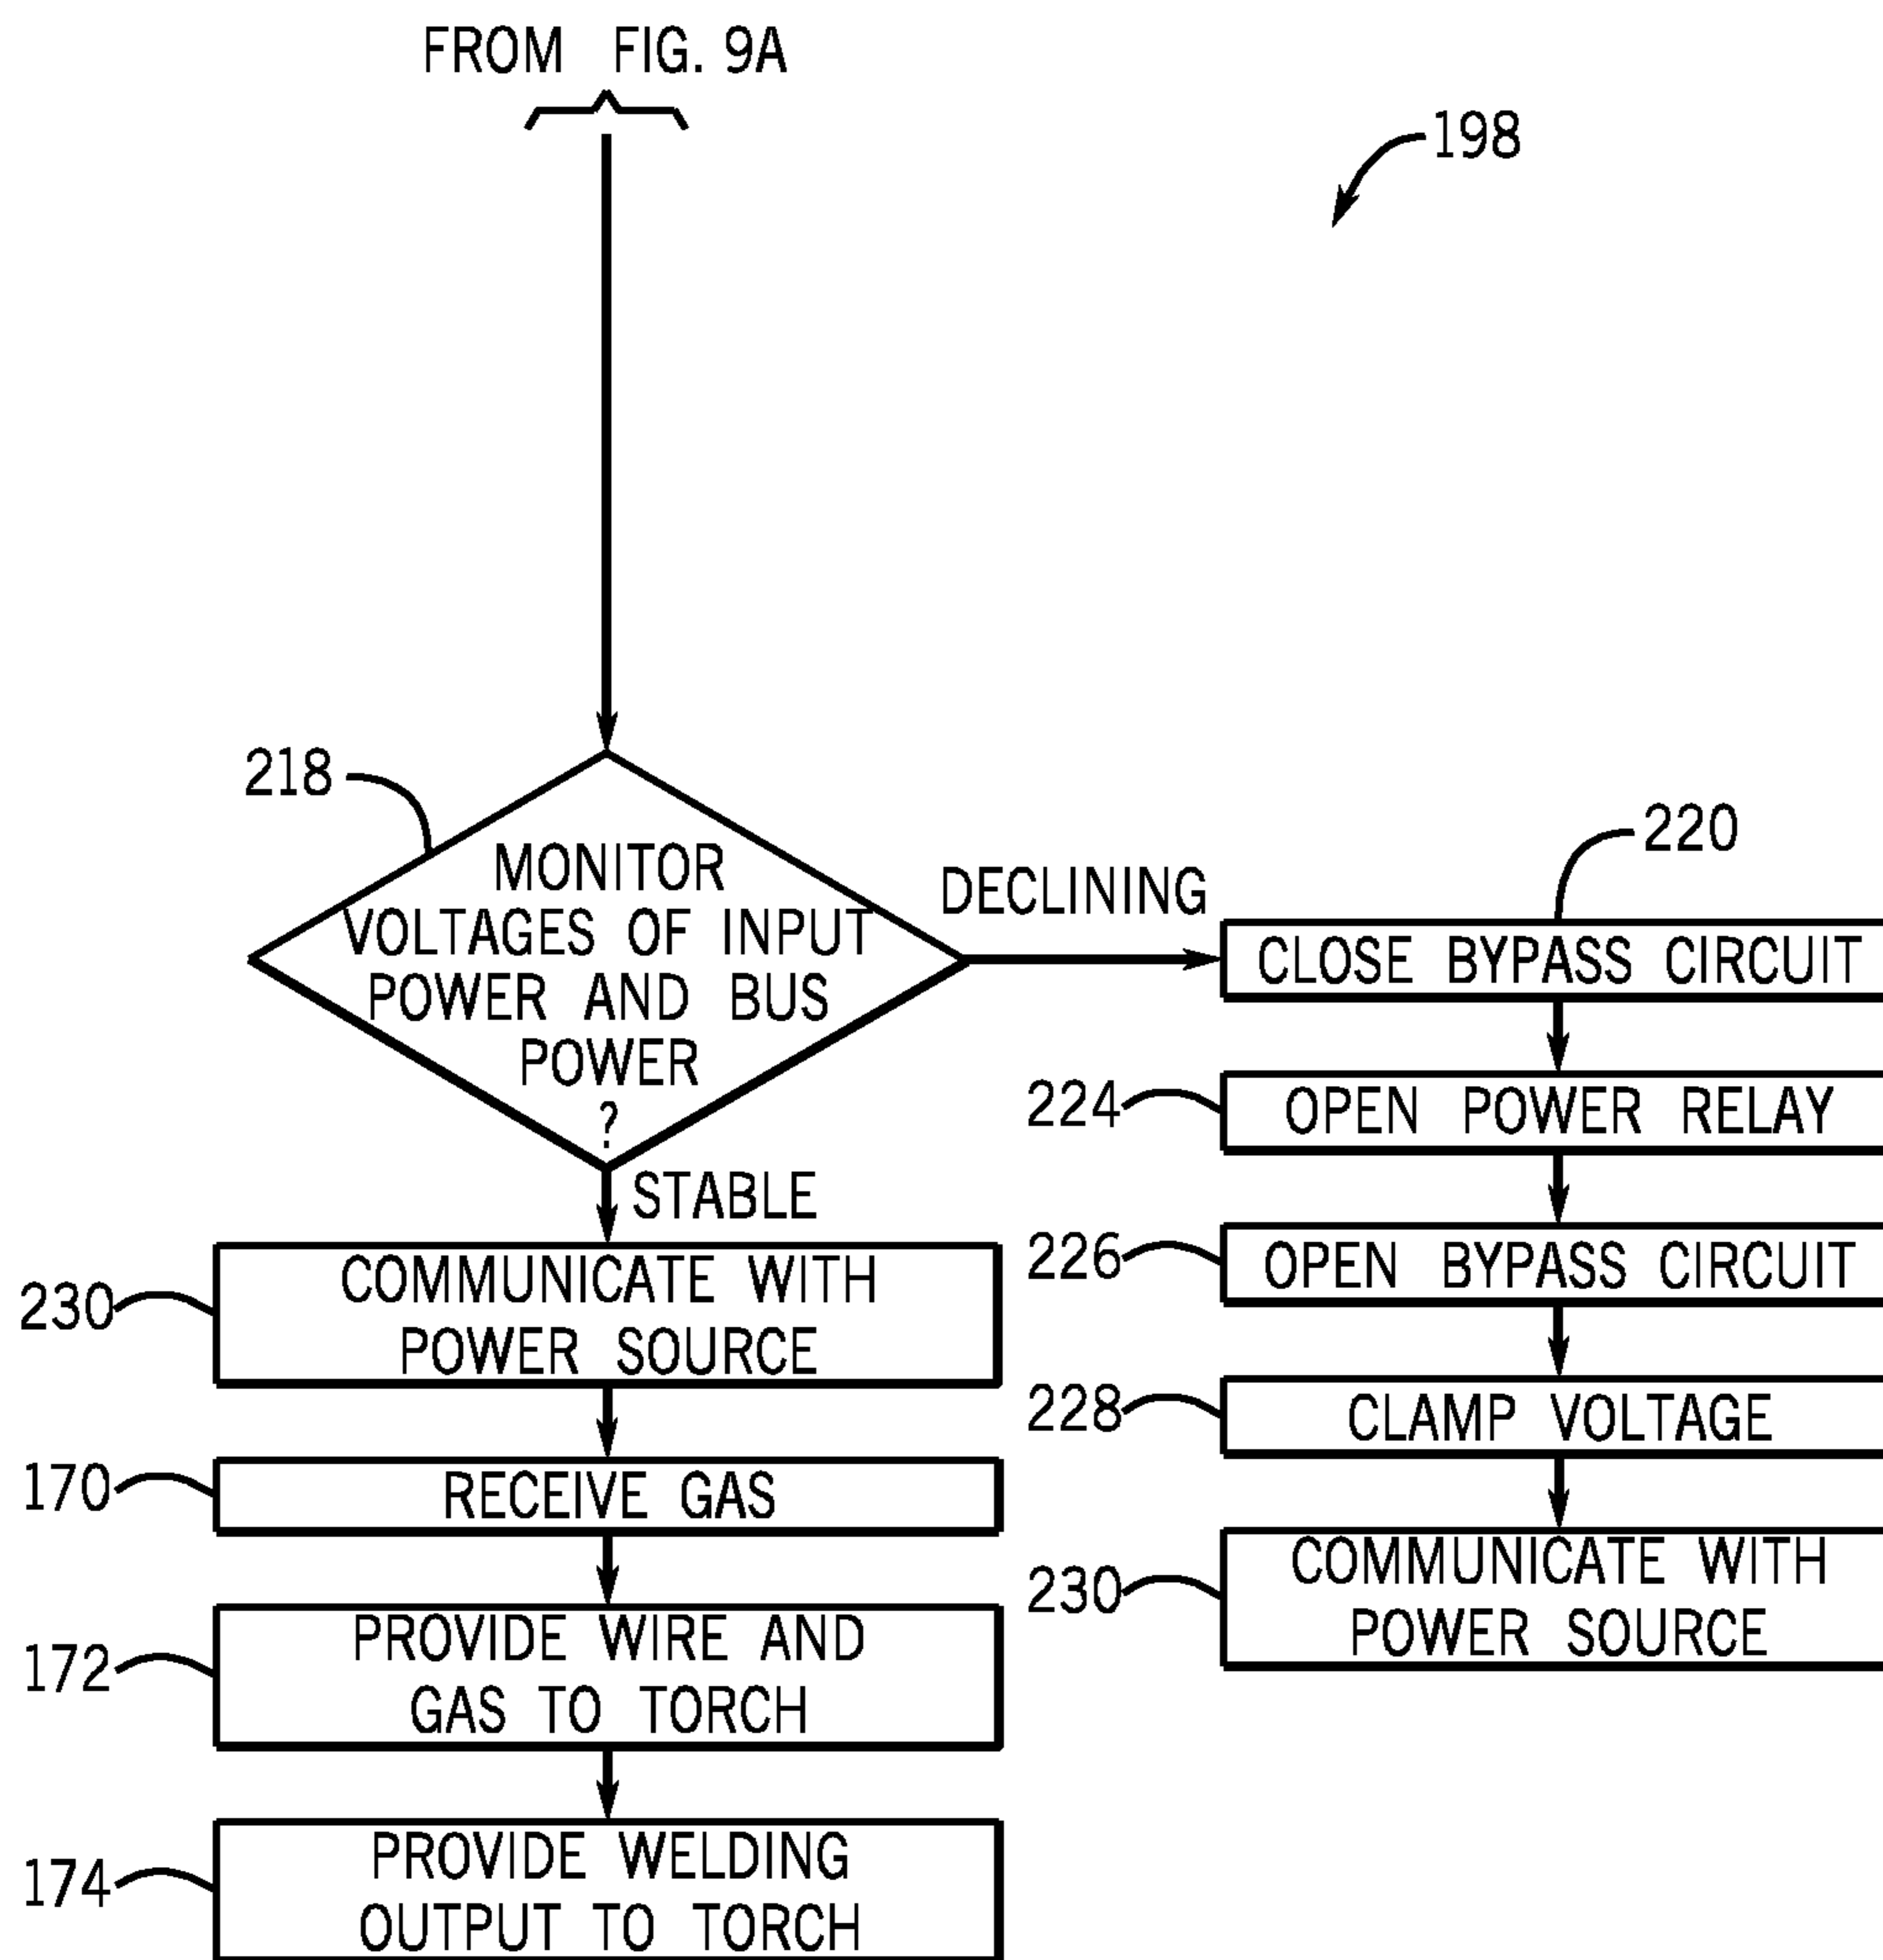 FROM FIG. 9A
198
218
MONITOR
VOLTAGES OF INPUT
POWER AND BUS
POWER
?
DECLINING
STABLE
230
COMMUNICATE WITH
POWER SOURCE
170
RECEIVE GAS
172
PROVIDE WIRE AND
GAS TO TORCH
174
PROVIDE WELDING
OUTPUT TO TORCH
220
CLOSE BYPASS CIRCUIT
224
OPEN POWER RELAY
226
OPEN BYPASS CIRCUIT
228
CLAMP VOLTAGE
230
COMMUNICATE WITH
POWER SOURCE